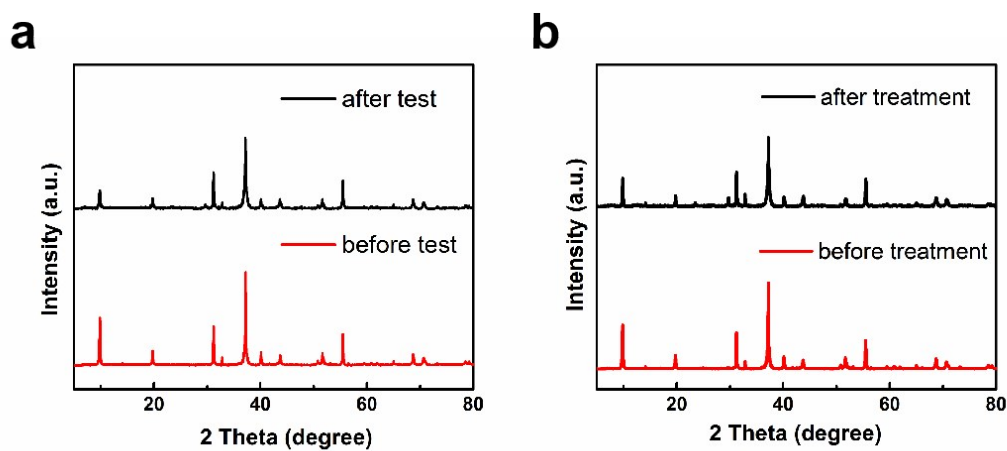 a
after test
before test
Intensity (a.u.)
20 40 60 80
2 Theta (degree)
b
after treatment
before treatment
Intensity (a.u.)
20 40 60 80
2 Theta (degree)